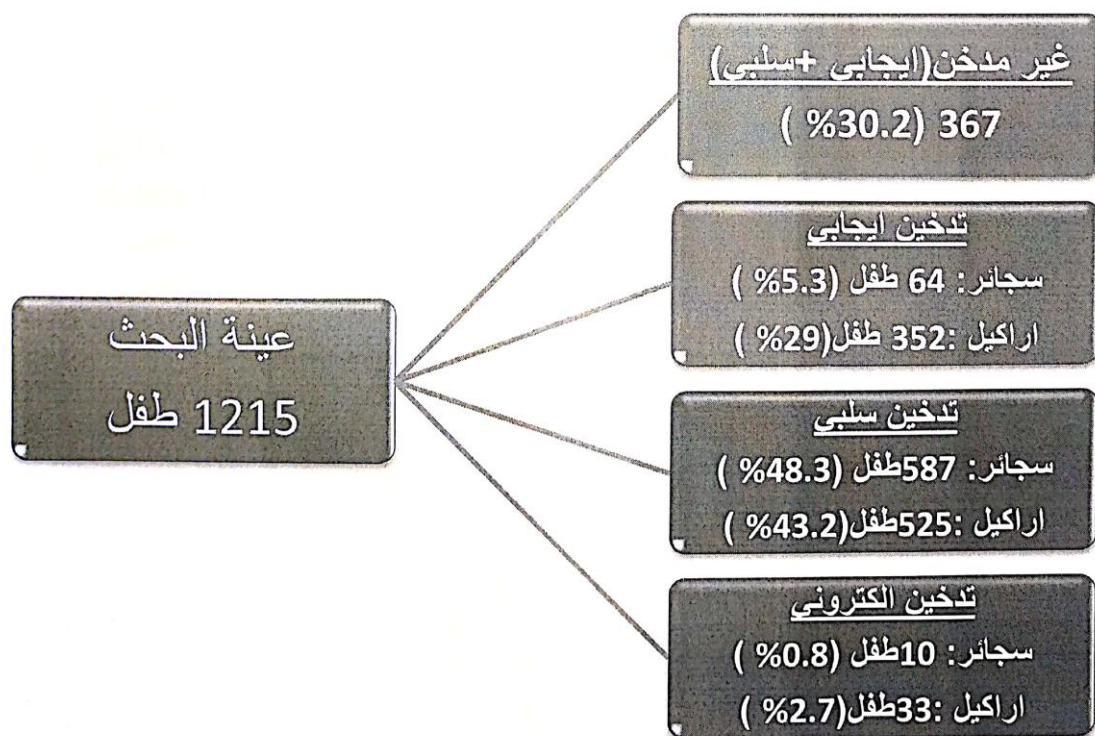 عينة البحث
1215 طفل
غير مدخن(ايجابي +سلبي)
367 (30.2% )
تدخين ايجابي
سجائر: 64 طفل (5.3% )
اراكيل :352 طفل(29% )
تدخين سلبي
سجائر: 587طفل (48.3% )
اراكيل :525طفل(43.2% )
تدخين الكتروني
سجائر: 10طفل (0.8% )
اراكيل :33طفل(2.7% )